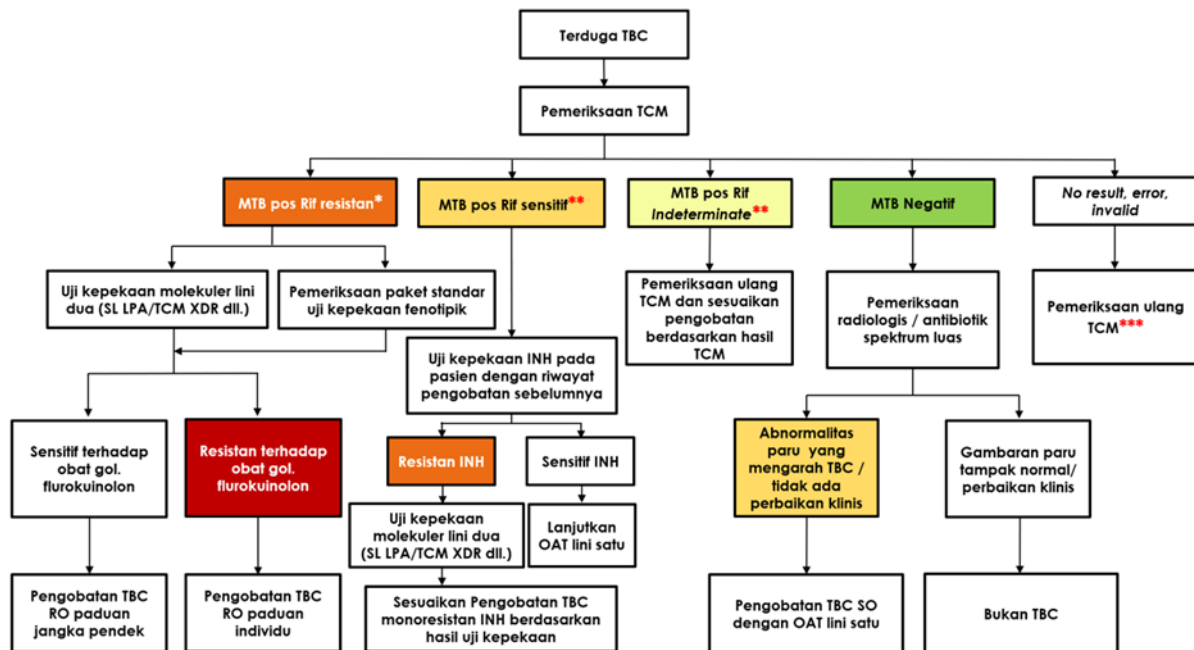 Terduga TBC
Pemeriksaan TCM
MTB pos Rif resistan*
MTB pos Rif sensitif**
MTB pos Rif
Indeterminate**
MTB Negatif
No result, error,
invalid
Uji kepekaan molekuler lini
dua (SL LPA/TCM XDR dll.)
Pemeriksaan paket standar
uji kepekaan fenotipik
Pemeriksaan ulang
TCM dan sesuaikan
pengobatan
berdasarkan hasil
TCM
Pemeriksaan
radiologis / antibiotik
spektrum luas
Pemeriksaan ulang
TCM***
Uji kepekaan INH pada
pasien dengan riwayat
pengobatan sebelumnya
Sensitif terhadap
obat gol.
flurokuinolon
Resistan terhadap
obat gol.
flurokuinolon
Resistan INH
Sensitif INH
Abnormalitas
paru yang
mengarah TBC /
tidak ada
perbaikan klinis
Gambaran paru
tampak normal/
perbaikan klinis
Uji kepekaan
molekuler lini dua
(SL LPA/TCM XDR dll.)
Lanjutkan
OAT lini satu
Pengobatan TBC
RO paduan
jangka pendek
Pengobatan TBC
RO paduan
individu
Sesuaikan Pengobatan TBC
monoresistan INH berdasarkan
hasil uji kepekaan
Pengobatan TBC SO
dengan OAT lini satu
Bukan TBC